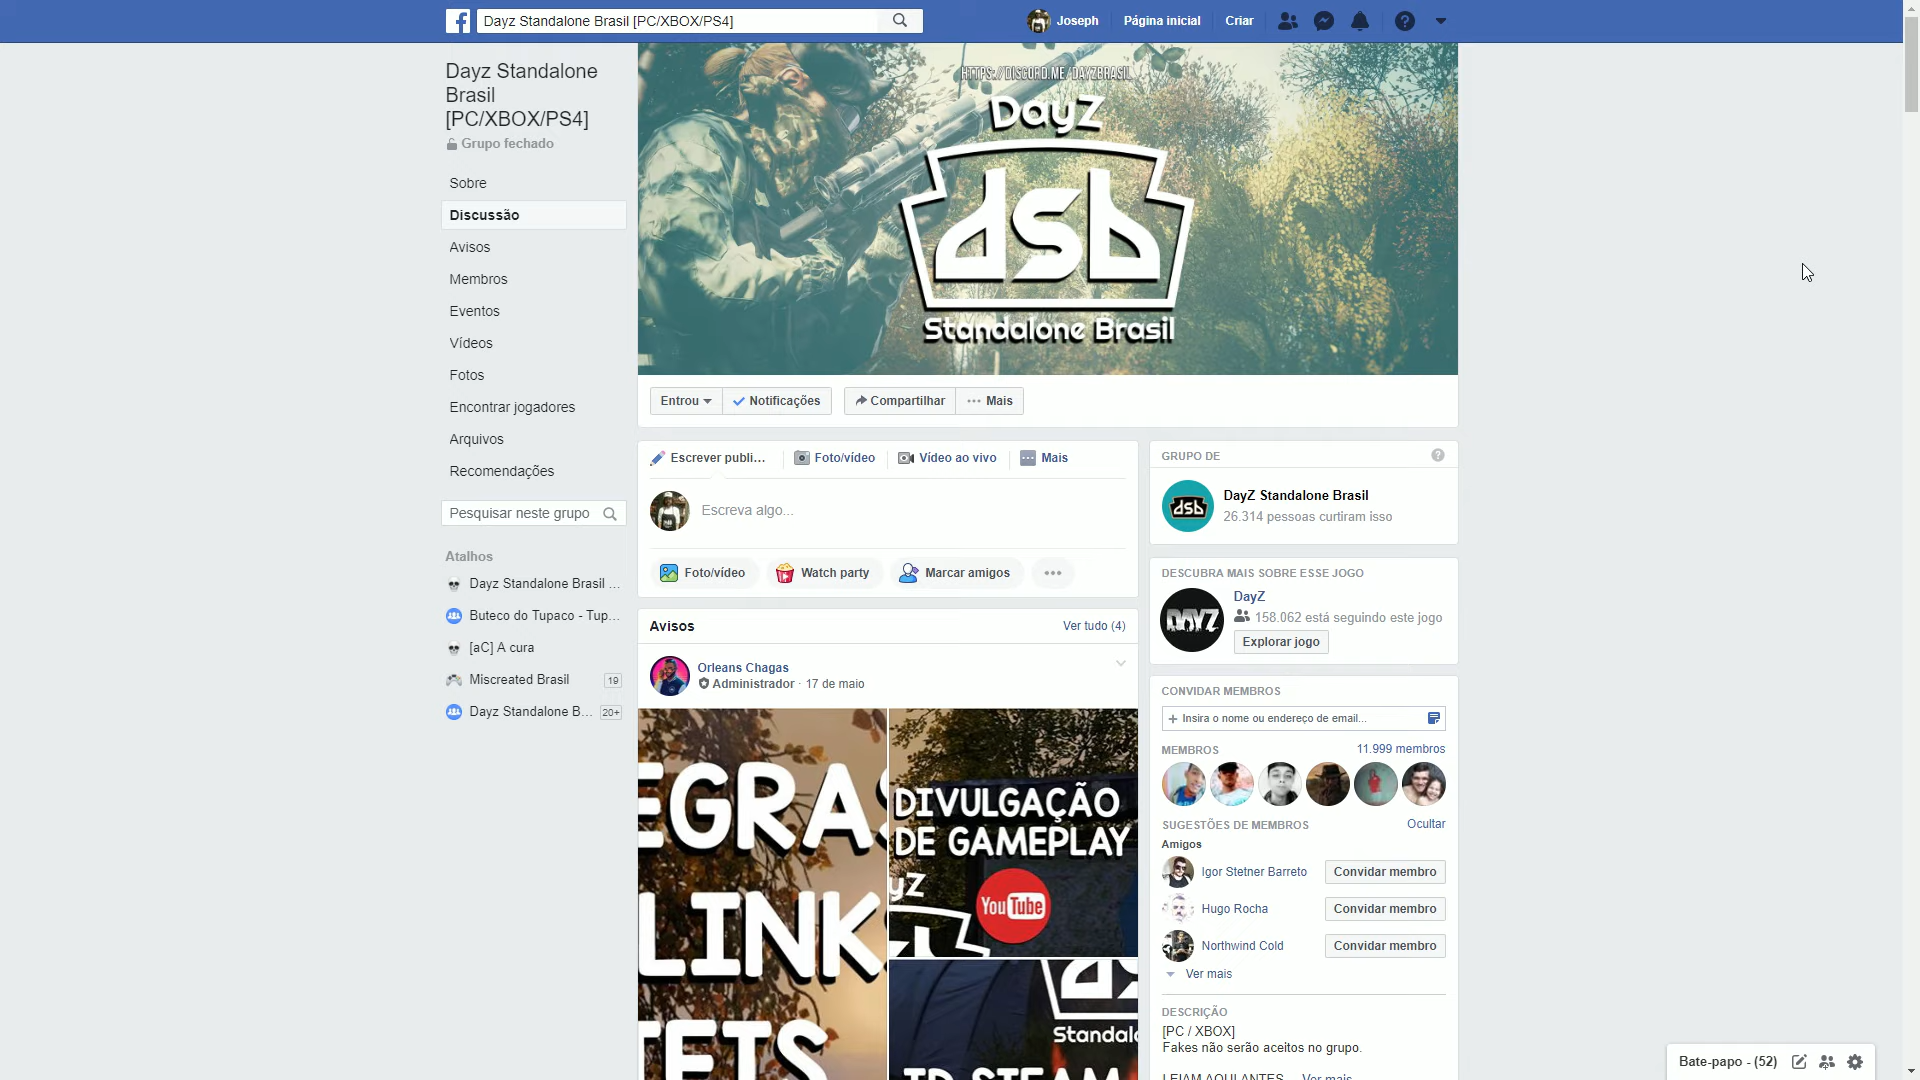 Dayz Standalone Brasil [PC/XBOX/PS4]
Joseph
Página inicial
Criar
Dayz Standalone
Brasil
[PC/XBOX/PS4]
Grupo fechado
Sobre
Discussão
Avisos
Membros
Eventos
Vídeos
Fotos
Encontrar jogadores
Arquivos
Recomendações
Pesquisar neste grupo
Atalhos
Dayz Standalone Brasil ...
Buteco do Tupaco - Tup...
[aC] A cura
Miscreated Brasil 19
Dayz Standalone B... 20+
HTTPS://DISCORD.ME/DAYZBRASIL
DayZ
dsb
Standalone Brasil
Entrou
Notificações
Compartilhar
Mais
Escrever publi...
Foto/vídeo
Vídeo ao vivo
Mais
Escreva algo...
Foto/vídeo
Watch party
Marcar amigos
Avisos
Ver tudo (4)
Orleans Chagas
Administrador · 17 de maio
EGRAS
LINK
TETS
DIVULGAÇÃO
DE GAMEPLAY
yZ
YouTube
Standalo
ID STEAM
GRUPO DE
dsb
DayZ Standalone Brasil
26.314 pessoas curtiram isso
DESCUBRA MAIS SOBRE ESSE JOGO
DAYZ
DayZ
158.062 está seguindo este jogo
Explorar jogo
CONVIDAR MEMBROS
+ Insira o nome ou endereço de email...
MEMBROS
11.999 membros
SUGESTÕES DE MEMBROS
Ocultar
Amigos
Igor Stetner Barreto
Convidar membro
Hugo Rocha
Convidar membro
Northwind Cold
Convidar membro
Ver mais
DESCRIÇÃO
[PC / XBOX]
Fakes não serão aceitos no grupo.
LEIAM AQUI ANTES... Ver mais
Bate-papo - (52)